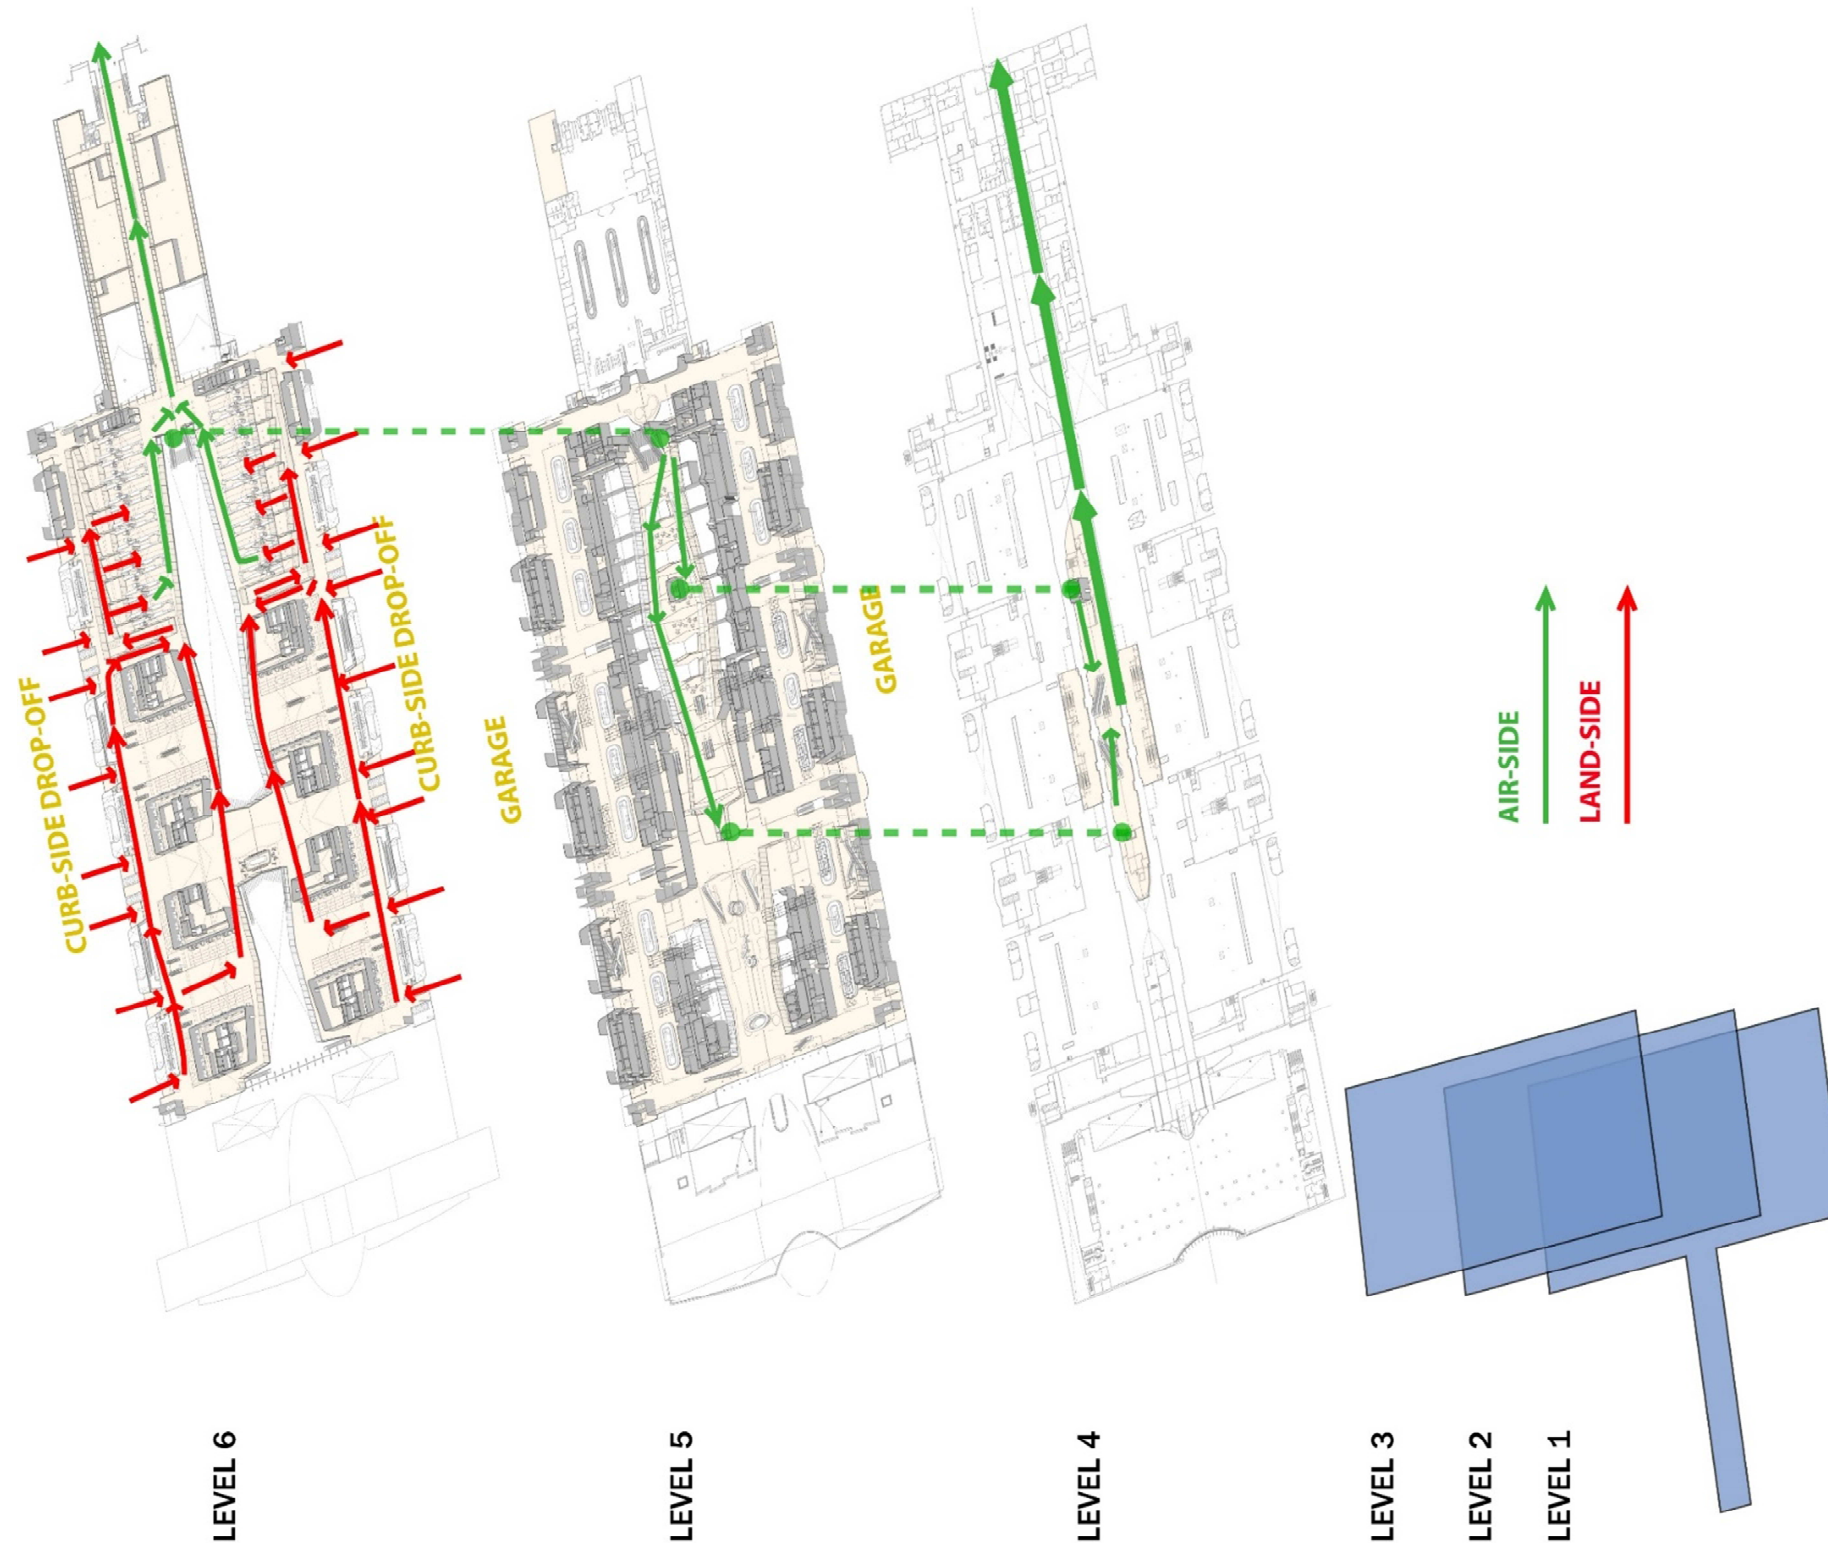 LEVEL 6
CURB-SIDE DROP-OFF
CURB-SIDE DROP-OFF
LEVEL 5
GARAGE
GARAGE
LEVEL 4
LEVEL 3
LEVEL 2
LEVEL 1
AIR-SIDE
LAND-SIDE